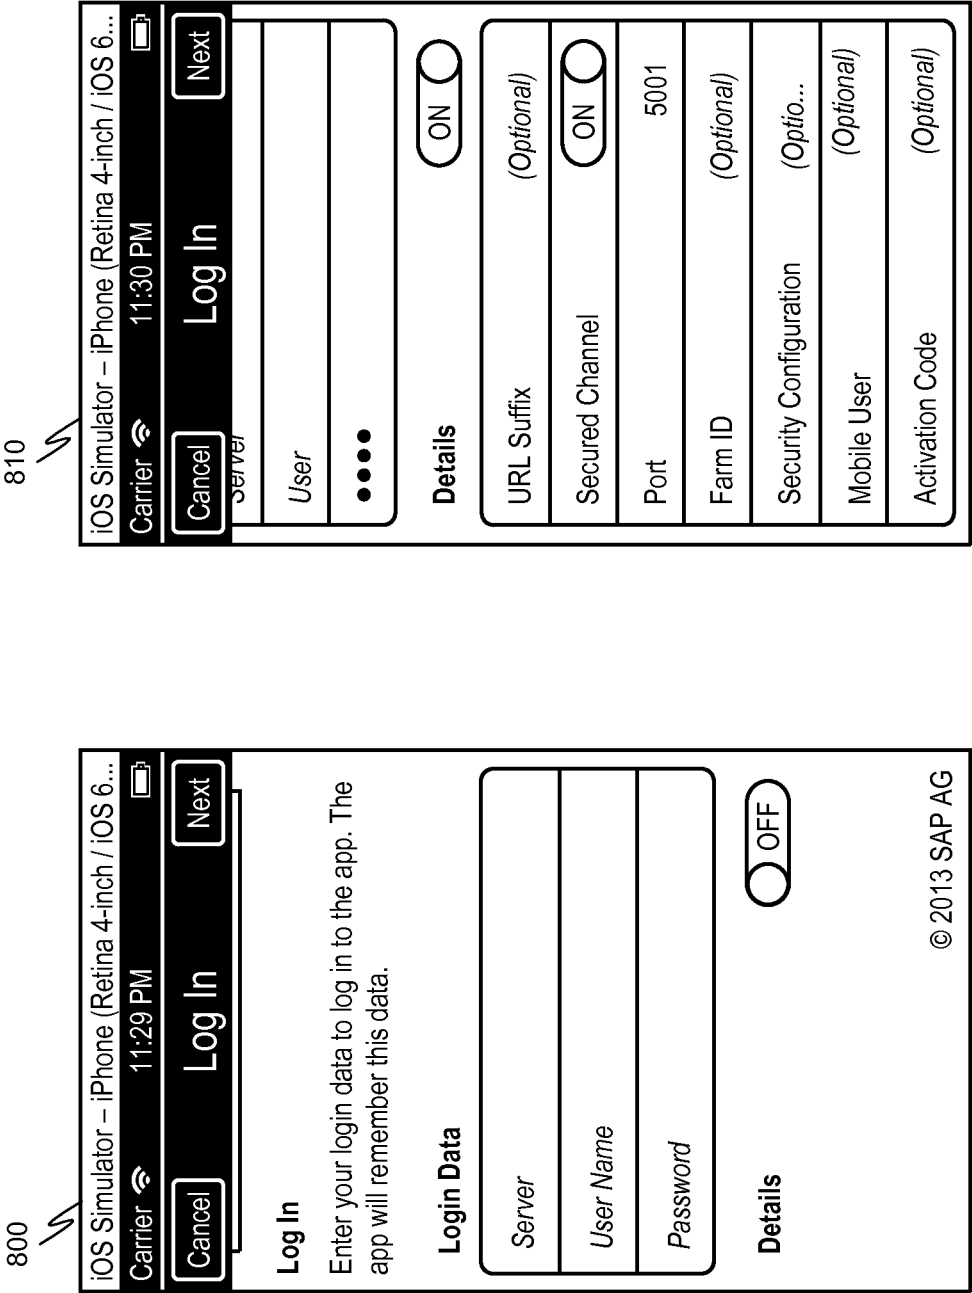 800
iOS Simulator – iPhone (Retina 4-inch / iOS 6...
Carrier 11:29 PM
Cancel Log In Next
Log In
Enter your login data to log in to the app. The
app will remember this data.
Login Data
Server
User Name
Password
Details OFF
© 2013 SAP AG
810
iOS Simulator – iPhone (Retina 4-inch / iOS 6...
Carrier 11:30 PM
Cancel Log In Next
Server
User
••••
Details ON
URL Suffix (Optional)
Secured Channel ON
Port 5001
Farm ID (Optional)
Security Configuration (Optio...
Mobile User (Optional)
Activation Code (Optional)